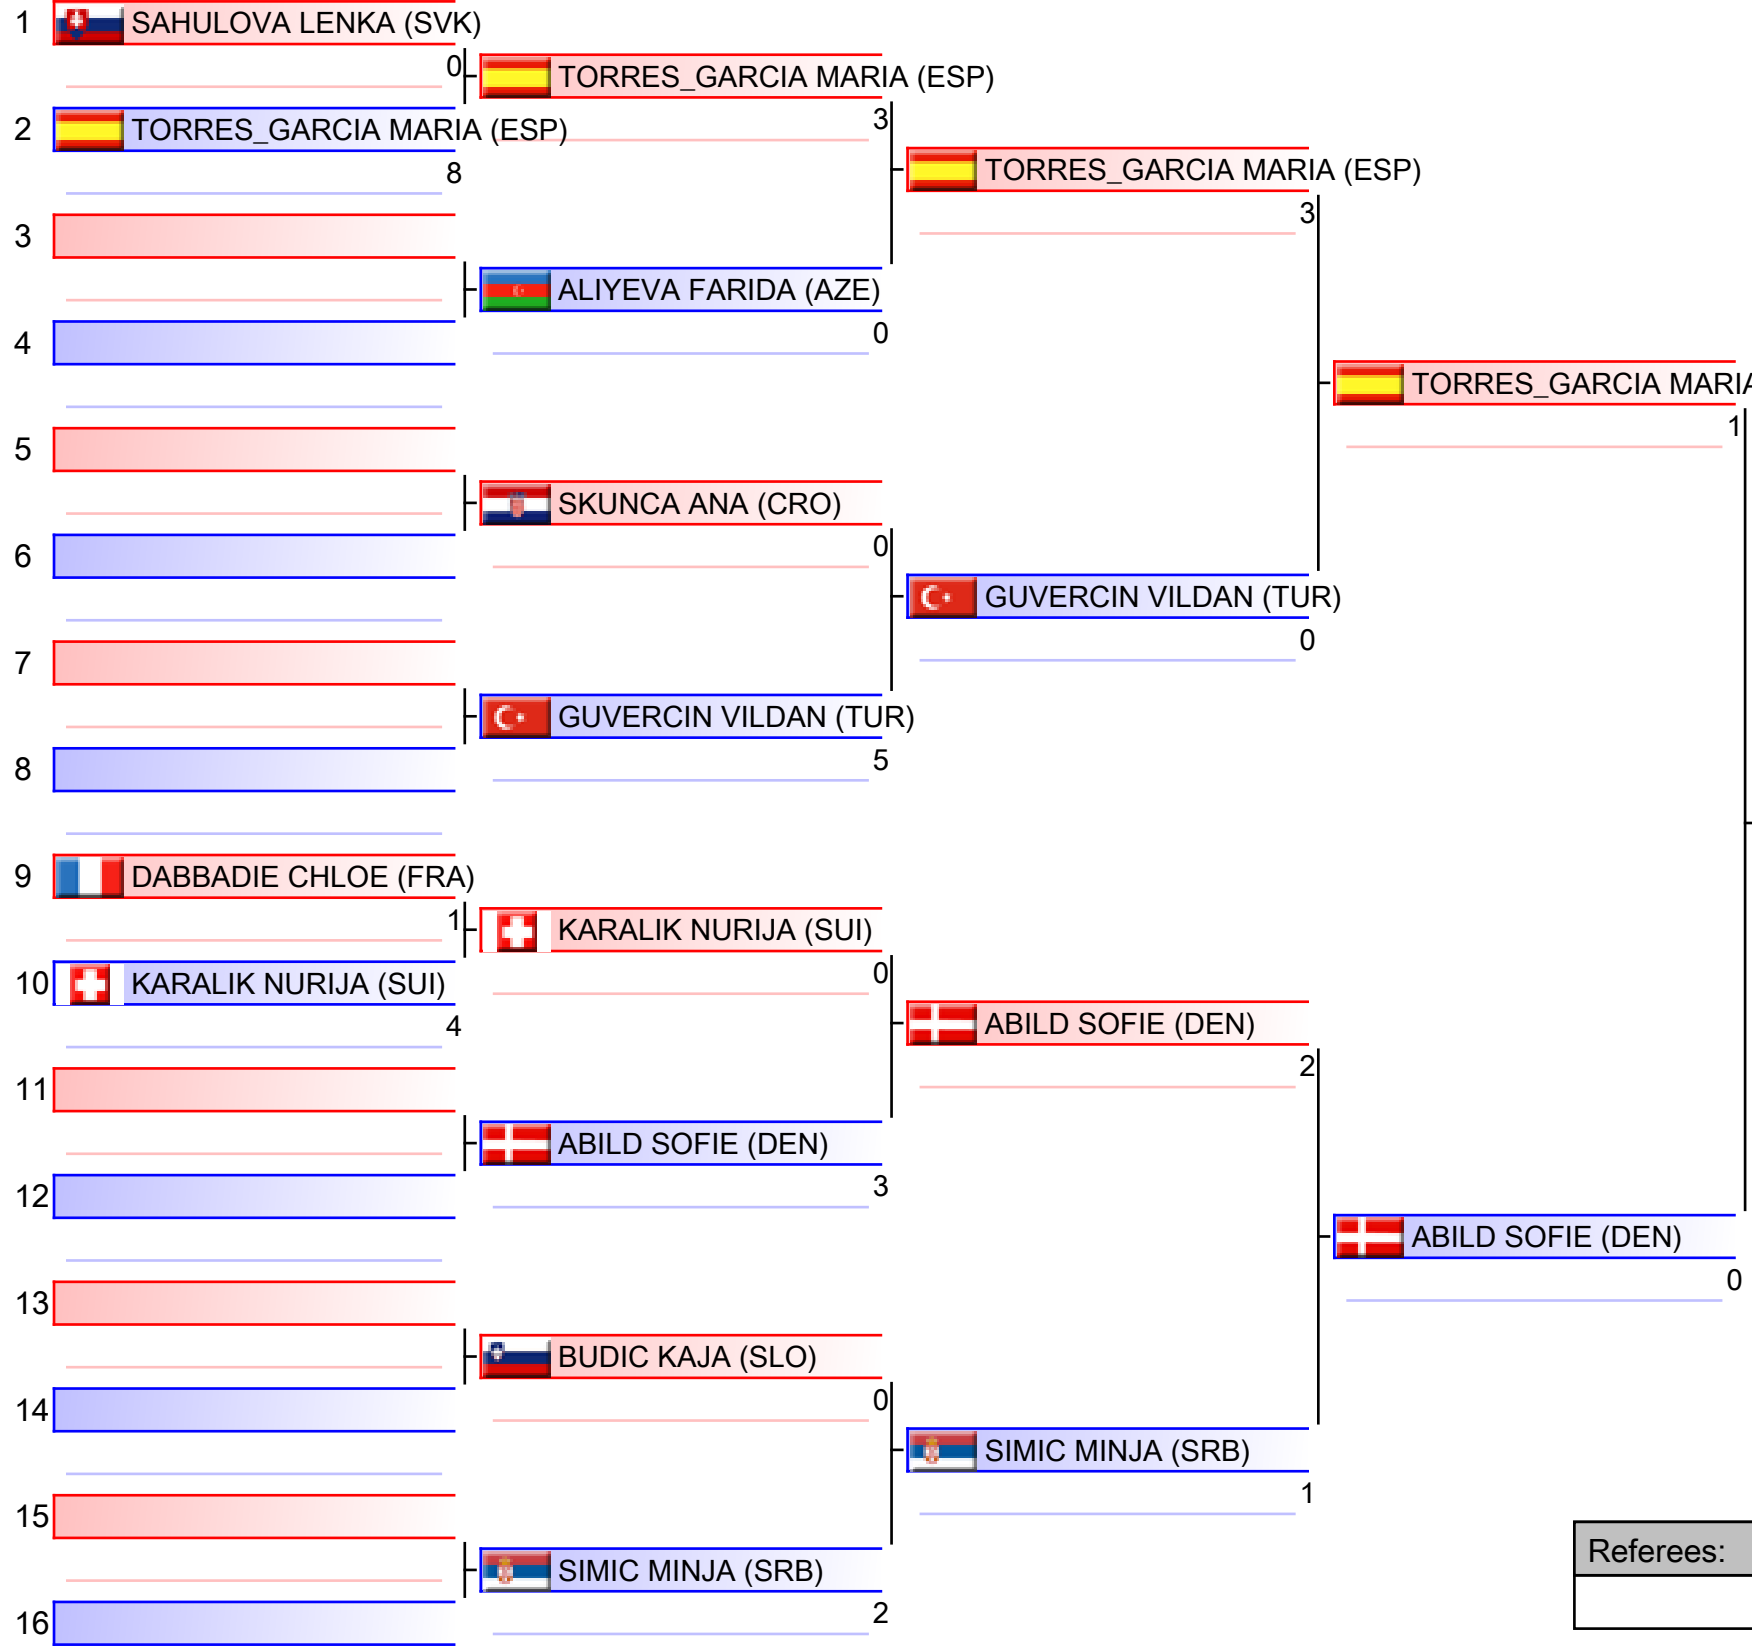 1 SAHULOVA LENKA (SVK)
0
TORRES_GARCIA MARIA (ESP)
3
2 TORRES_GARCIA MARIA (ESP)
8
TORRES_GARCIA MARIA (ESP)
3
3
ALIYEVA FARIDA (AZE)
0
4
TORRES_GARCIA MARIA
1
5
SKUNCA ANA (CRO)
0
6
GUVERCIN VILDAN (TUR)
0
7
GUVERCIN VILDAN (TUR)
5
8
9 DABBADIE CHLOE (FRA)
1
KARALIK NURIJA (SUI)
0
10 KARALIK NURIJA (SUI)
4
ABILD SOFIE (DEN)
2
11
ABILD SOFIE (DEN)
3
12
ABILD SOFIE (DEN)
0
13
BUDIC KAJA (SLO)
0
14
SIMIC MINJA (SRB)
1
15
SIMIC MINJA (SRB)
2
16
Referees: